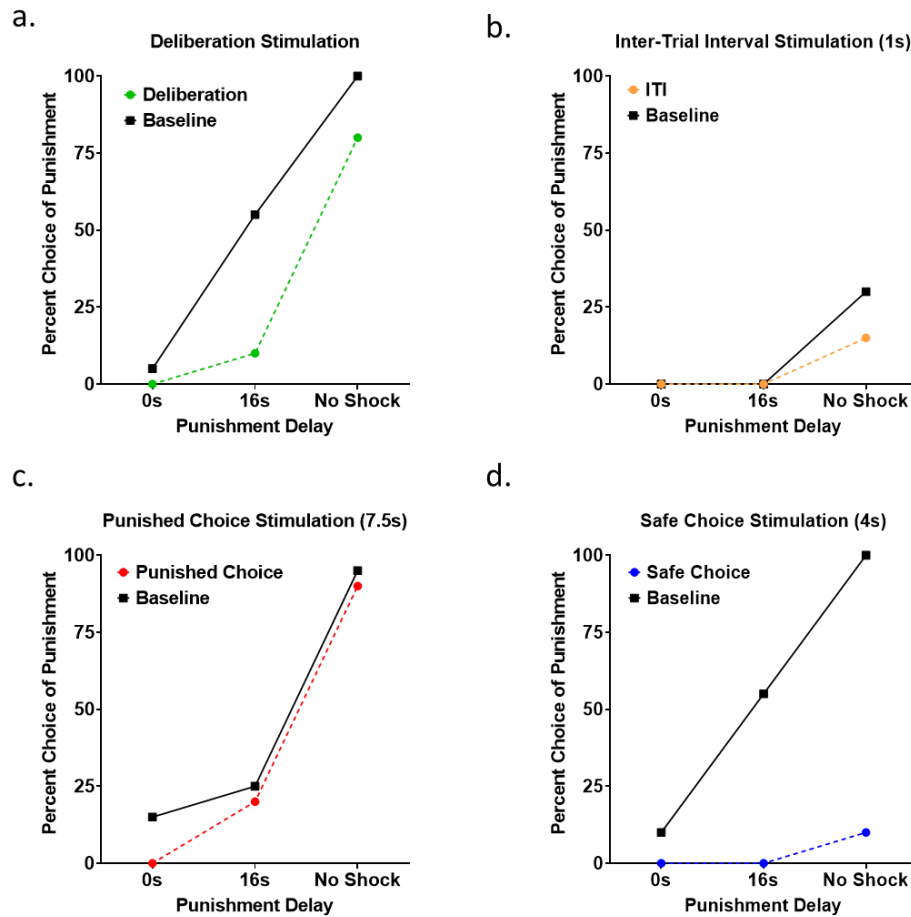 a.
Deliberation Stimulation
Percent Choice of Punishment
100
75
50
25
0
Deliberation
Baseline
0s 16s No Shock
Punishment Delay
b.
Inter-Trial Interval Stimulation (1s)
Percent Choice of Punishment
100
75
50
25
0
ITI
Baseline
0s 16s No Shock
Punishment Delay
c.
Punished Choice Stimulation (7.5s)
Percent Choice of Punishment
100
75
50
25
0
Punished Choice
Baseline
0s 16s No Shock
Punishment Delay
d.
Safe Choice Stimulation (4s)
Percent Choice of Punishment
100
75
50
25
0
Safe Choice
Baseline
0s 16s No Shock
Punishment Delay